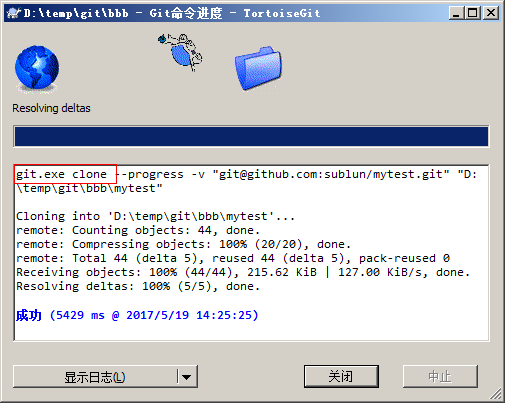 D:\temp\git\bbb - Git命令进度 - TortoiseGit
Resolving deltas
git.exe clone --progress -v "git@github.com:sublun/mytest.git" "D:
\temp\git\bbb\mytest"
Cloning into 'D:\temp\git\bbb\mytest'...
remote: Counting objects: 44, done.
remote: Compressing objects: 100% (20/20), done.
remote: Total 44 (delta 5), reused 44 (delta 5), pack-reused 0
Receiving objects: 100% (44/44), 215.62 KiB | 127.00 KiB/s, done.
Resolving deltas: 100% (5/5), done.
成功 (5429 ms @ 2017/5/19 14:25:25)
显示日志(L)
关闭
中止